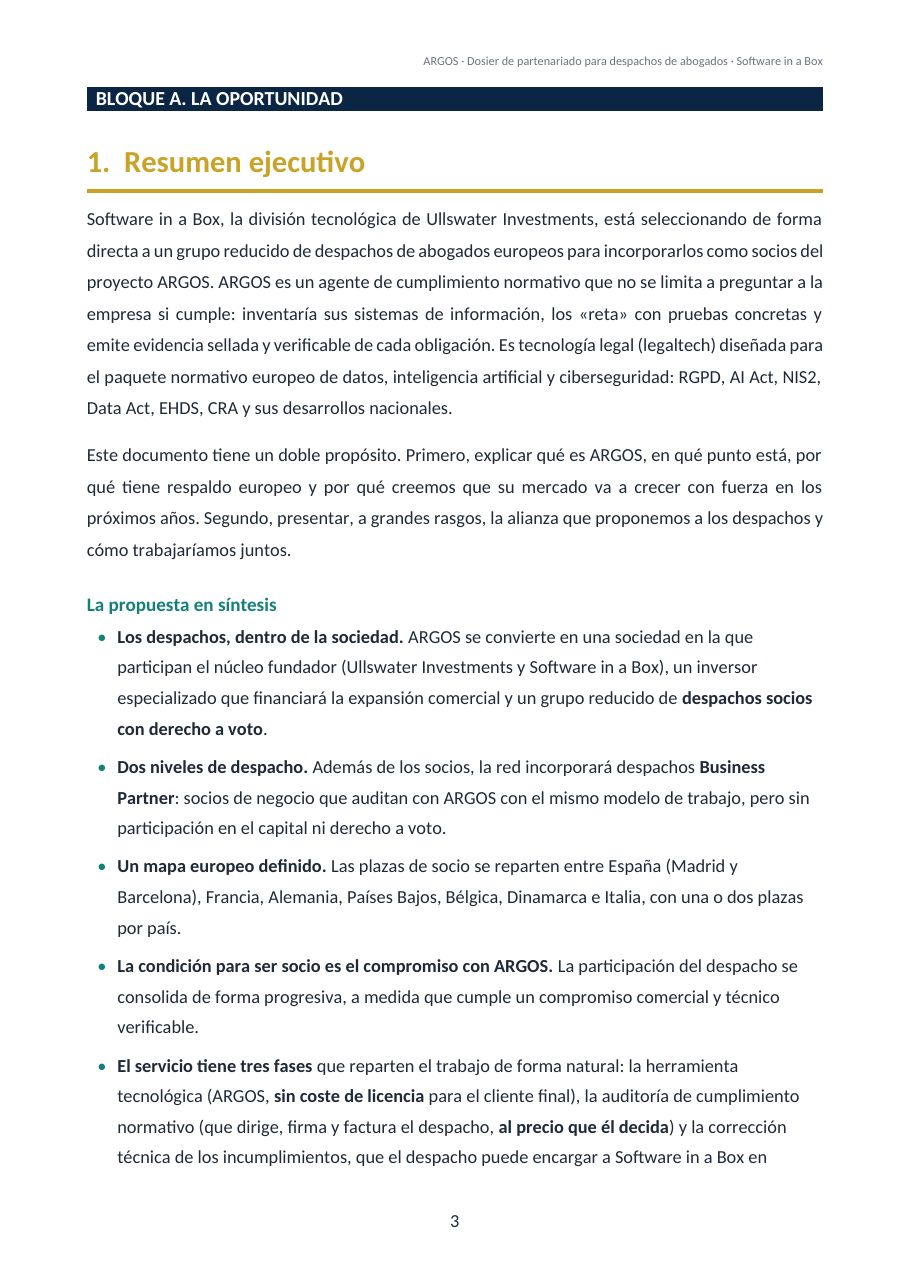 ARGOS · Dosier de partenariado para despachos de abogados · Software in a Box
BLOQUE A. LA OPORTUNIDAD
1. Resumen ejecutivo
Software in a Box, la división tecnológica de Ullswater Investments, está seleccionando de forma
directa a un grupo reducido de despachos de abogados europeos para incorporarlos como socios del
proyecto ARGOS. ARGOS es un agente de cumplimiento normativo que no se limita a preguntar a la
empresa si cumple: inventaría sus sistemas de información, los «reta» con pruebas concretas y
emite evidencia sellada y verificable de cada obligación. Es tecnología legal (legaltech) diseñada para
el paquete normativo europeo de datos, inteligencia artificial y ciberseguridad: RGPD, AI Act, NIS2,
Data Act, EHDS, CRA y sus desarrollos nacionales.
Este documento tiene un doble propósito. Primero, explicar qué es ARGOS, en qué punto está, por
qué tiene respaldo europeo y por qué creemos que su mercado va a crecer con fuerza en los
próximos años. Segundo, presentar, a grandes rasgos, la alianza que proponemos a los despachos y
cómo trabajaríamos juntos.
La propuesta en síntesis
• Los despachos, dentro de la sociedad. ARGOS se convierte en una sociedad en la que
participan el núcleo fundador (Ullswater Investments y Software in a Box), un inversor
especializado que financiará la expansión comercial y un grupo reducido de despachos socios
con derecho a voto.
• Dos niveles de despacho. Además de los socios, la red incorporará despachos Business
Partner: socios de negocio que auditan con ARGOS con el mismo modelo de trabajo, pero sin
participación en el capital ni derecho a voto.
• Un mapa europeo definido. Las plazas de socio se reparten entre España (Madrid y
Barcelona), Francia, Alemania, Países Bajos, Bélgica, Dinamarca e Italia, con una o dos plazas
por país.
• La condición para ser socio es el compromiso con ARGOS. La participación del despacho se
consolida de forma progresiva, a medida que cumple un compromiso comercial y técnico
verificable.
• El servicio tiene tres fases que reparten el trabajo de forma natural: la herramienta
tecnológica (ARGOS, sin coste de licencia para el cliente final), la auditoría de cumplimiento
normativo (que dirige, firma y factura el despacho, al precio que él decida) y la corrección
técnica de los incumplimientos, que el despacho puede encargar a Software in a Box en
3